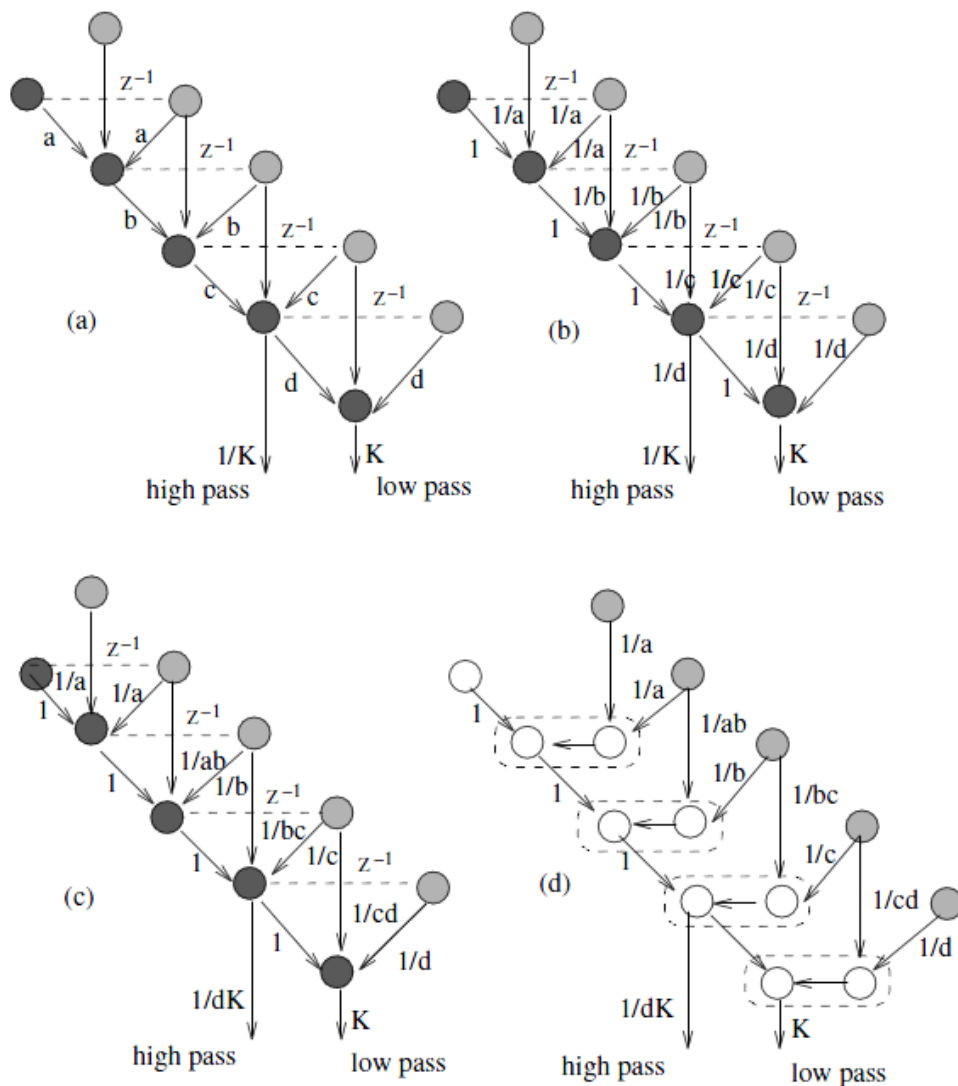 z⁻¹
a
a
z⁻¹
b
b
z⁻¹
c
c
z⁻¹
(a)
d
d
1/K
K
high pass
low pass
z⁻¹
1/a
1/a
1
1/a
z⁻¹
1/b
1/b
1
1/b
z⁻¹
1/c
1/c
1
1/c
z⁻¹
(b)
1/d
1/d
1/d
1
1/K
K
high pass
low pass
z⁻¹
1/a
1/a
1
z⁻¹
1/ab
1
1/b
z⁻¹
1/bc
1
1/c
z⁻¹
(c)
1/cd
1
1/d
1/dK
K
high pass
low pass
1/a
1/a
1
1/ab
1/b
1
1/bc
1
1/c
(d)
1/cd
1/d
1/dK
K
high pass
low pass